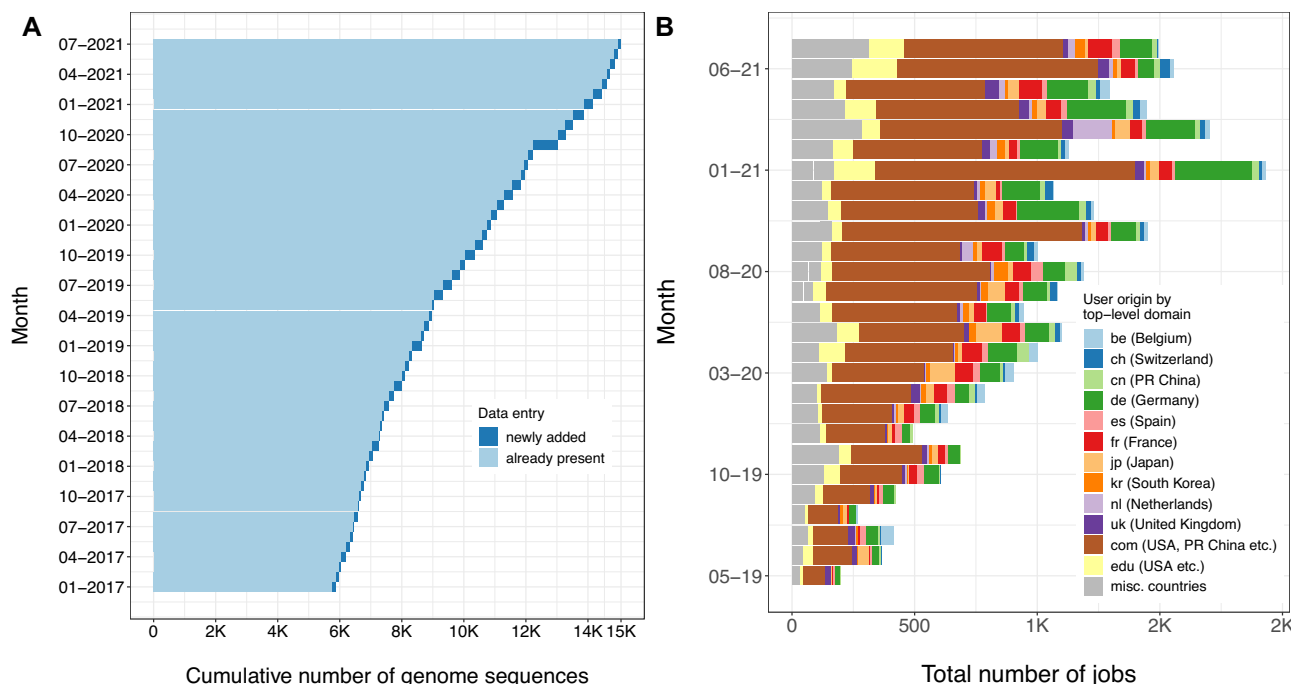 A
07–2021
04–2021
01–2021
10–2020
07–2020
04–2020
01–2020
10–2019
07–2019
04–2019
01–2019
10–2018
07–2018
04–2018
01–2018
10–2017
07–2017
04–2017
01–2017
Month
Data entry
newly added
already present
0 2K 4K 6K 8K 10K 12K 14K 15K
Cumulative number of genome sequences
B
06–21
01–21
08–20
03–20
10–19
05–19
Month
User origin by
top–level domain
be (Belgium)
ch (Switzerland)
cn (PR China)
de (Germany)
es (Spain)
fr (France)
jp (Japan)
kr (South Korea)
nl (Netherlands)
uk (United Kingdom)
com (USA, PR China etc.)
edu (USA etc.)
misc. countries
0 500 1K 2K 2K
Total number of jobs